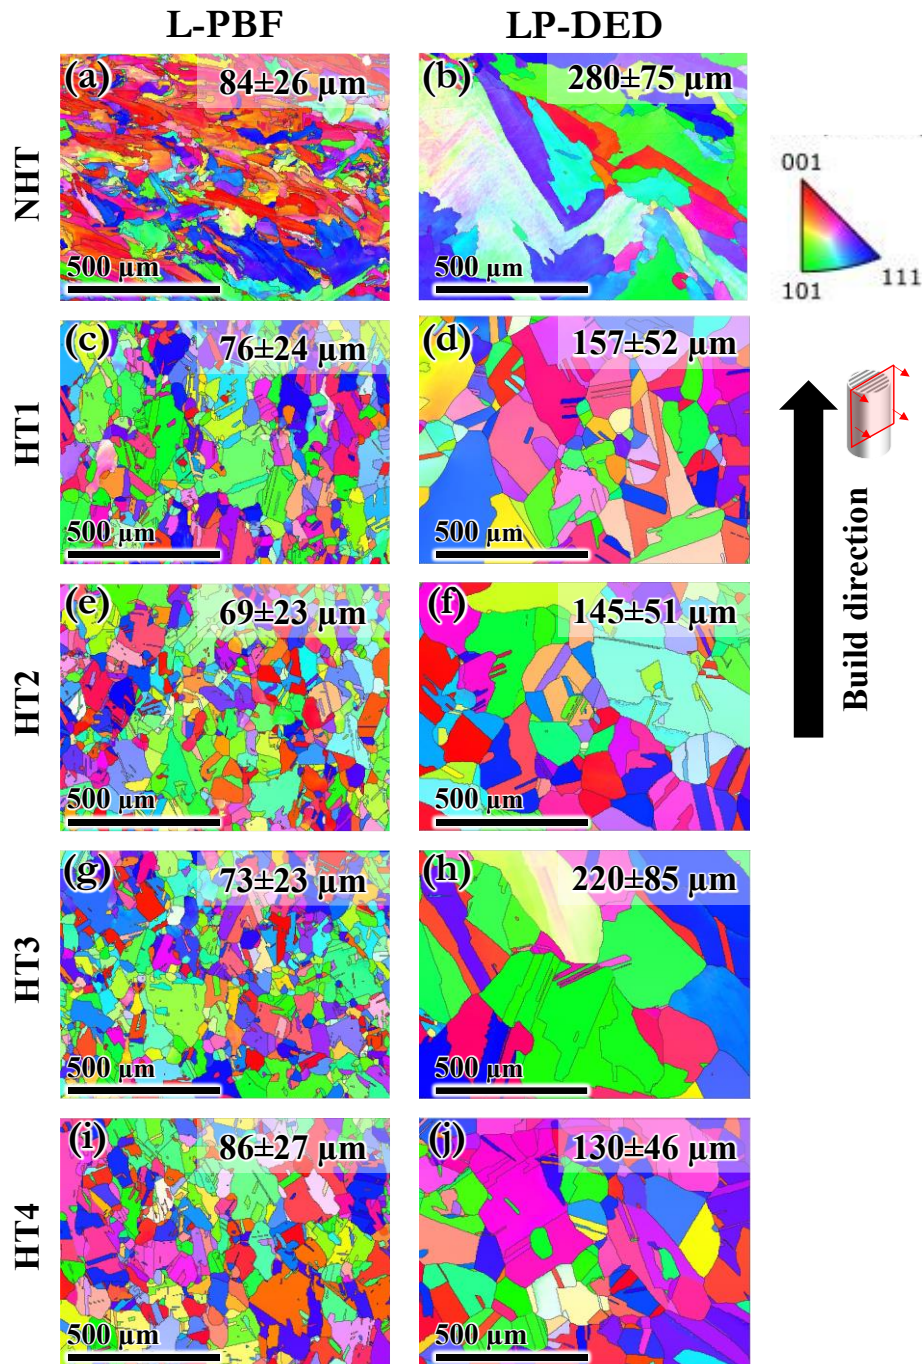 L-PBF LP-DED
NHT
(a) 84±26 µm
500 µm
(b) 280±75 µm
500 µm
001
101 111
HT1
(c) 76±24 µm
500 µm
(d) 157±52 µm
500 µm
Build direction
HT2
(e) 69±23 µm
500 µm
(f) 145±51 µm
500 µm
HT3
(g) 73±23 µm
500 µm
(h) 220±85 µm
500 µm
HT4
(i) 86±27 µm
500 µm
(j) 130±46 µm
500 µm